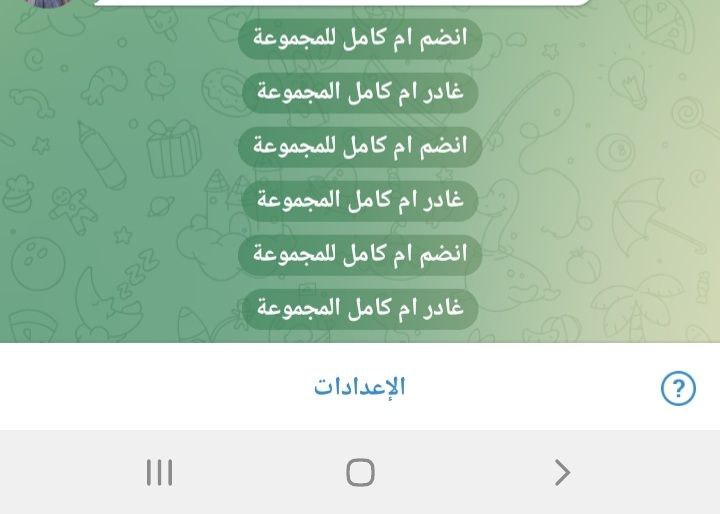 انضم ام كامل للمجموعة
غادر ام كامل المجموعة
انضم ام كامل للمجموعة
غادر ام كامل المجموعة
انضم ام كامل للمجموعة
غادر ام كامل المجموعة
الإعدادات
?